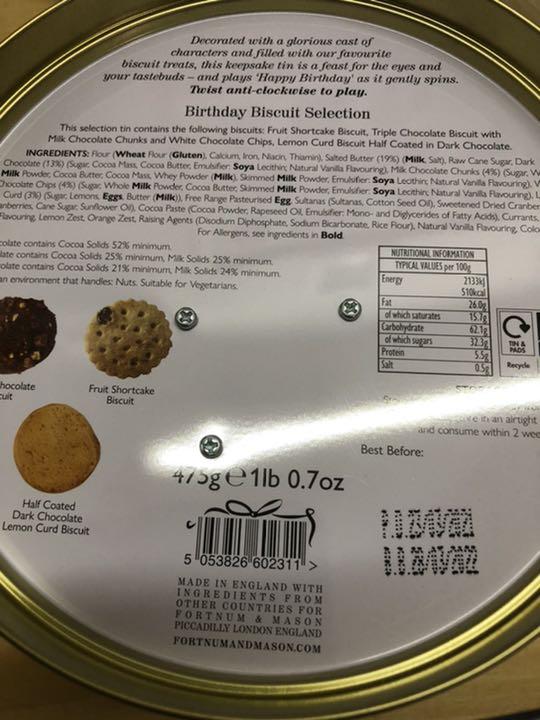 Decorated with a glorious cast of
characters and filled with our favourite
biscuit treats, this keepsake tin is a feast for the eyes and
your tastebuds – and plays 'Happy Birthday' as it gently spins.
Twist anti-clockwise to play.
Birthday Biscuit Selection
This selection tin contains the following biscuits: Fruit Shortcake Biscuit, Triple Chocolate Biscuit with
Milk Chocolate Chunks and White Chocolate Chips, Lemon Curd Biscuit Half Coated in Dark Chocolate.
INGREDIENTS: Flour (Wheat Flour (Gluten), Calcium, Iron, Niacin, Thiamin), Salted Butter (19%) (Milk, Salt), Raw Cane Sugar, Dark
Chocolate (13%) (Sugar, Cocoa Mass, Cocoa Butter, Emulsifier: Soya Lecithin; Natural Vanilla Flavouring), Milk Chocolate Chunks (4%) (Sugar, W
Milk Powder, Cocoa Butter, Cocoa Mass, Whey Powder (Milk), Skimmed Milk Powder, Emulsifier: Soya Lecithin; Natural Vanilla Flavouring), W
Chocolate Chips (4%) (Sugar, Whole Milk Powder, Cocoa Butter, Skimmed Milk Powder, Emulsifier: Soya Lecithin; Natural Vanilla Flavouring), L
Curd (3%) (Sugar, Lemons, Eggs, Butter (Milk)), Free Range Pasteurised Egg, Sultanas (Sultanas, Cotton Seed Oil), Sweetened Dried Cranber
anberries, Cane Sugar, Sunflower Oil), Cocoa Paste (Cocoa Powder, Rapeseed Oil, Emulsifier: Mono- and Diglycerides of Fatty Acids), Currants,
Flavouring, Lemon Zest, Orange Zest, Raising Agents (Disodium Diphosphate, Sodium Bicarbonate, Rice Flour), Natural Vanilla Flavouring, Colo
For Allergens, see ingredients in Bold.
colate contains Cocoa Solids 52% minimum.
late contains Cocoa Solids 25% minimum, Milk Solids 25% minimum.
olate contains Cocoa Solids 21% minimum, Milk Solids 24% minimum.
an environment that handles: Nuts. Suitable for Vegetarians.
NUTRITIONAL INFORMATION
TYPICAL VALUES per 100g
Energy 2133kJ
510kcal
Fat 26.0g
of which saturates 15.7g
Carbohydrate 62.1g
of which sugars 32.3g
Protein 5.5g
Salt 0.5g
TIN &
PADS
Recycle
hocolate
cuit
Fruit Shortcake
Biscuit
in an airtight
and consume within 2 wee
Best Before:
Half Coated
Dark Chocolate
Lemon Curd Biscuit
475g e 1lb 0.7oz
5 053826 602311 >
MADE IN ENGLAND WITH
INGREDIENTS FROM
OTHER COUNTRIES FOR
FORTNUM & MASON
PICCADILLY LONDON ENGLAND
FORTNUMANDMASON.COM